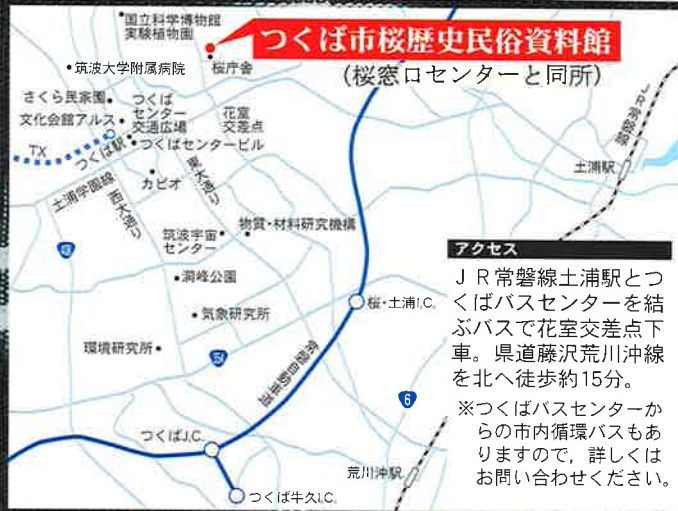 国立科学博物館
実験植物園
つくば市桜歴史民俗資料館
(桜窓口センターと同所)
桜庁舎
筑波大学附属病院
さくら民家園
つくば
センター
交通広場
花室
交差点
文化会館アルス
TX
つくば駅
つくばセンタービル
JR常磐線
土浦駅
土浦学園線
西大通り
カピオ
東大通り
筑波宇宙
センター
物質・材料研究機構
洞峰公園
気象研究所
環境研究所
桜・土浦I.C.
常磐自動車道
6
つくばJ.C.
つくば牛久I.C.
荒川沖駅
アクセス
JR常磐線土浦駅とつ
くばバスセンターを結
ぶバスで花室交差点下
車。県道藤沢荒川沖線
を北へ徒歩約15分。
※つくばバスセンターか
らの市内循環バスもあ
りますので,詳しくは
お問い合わせください。